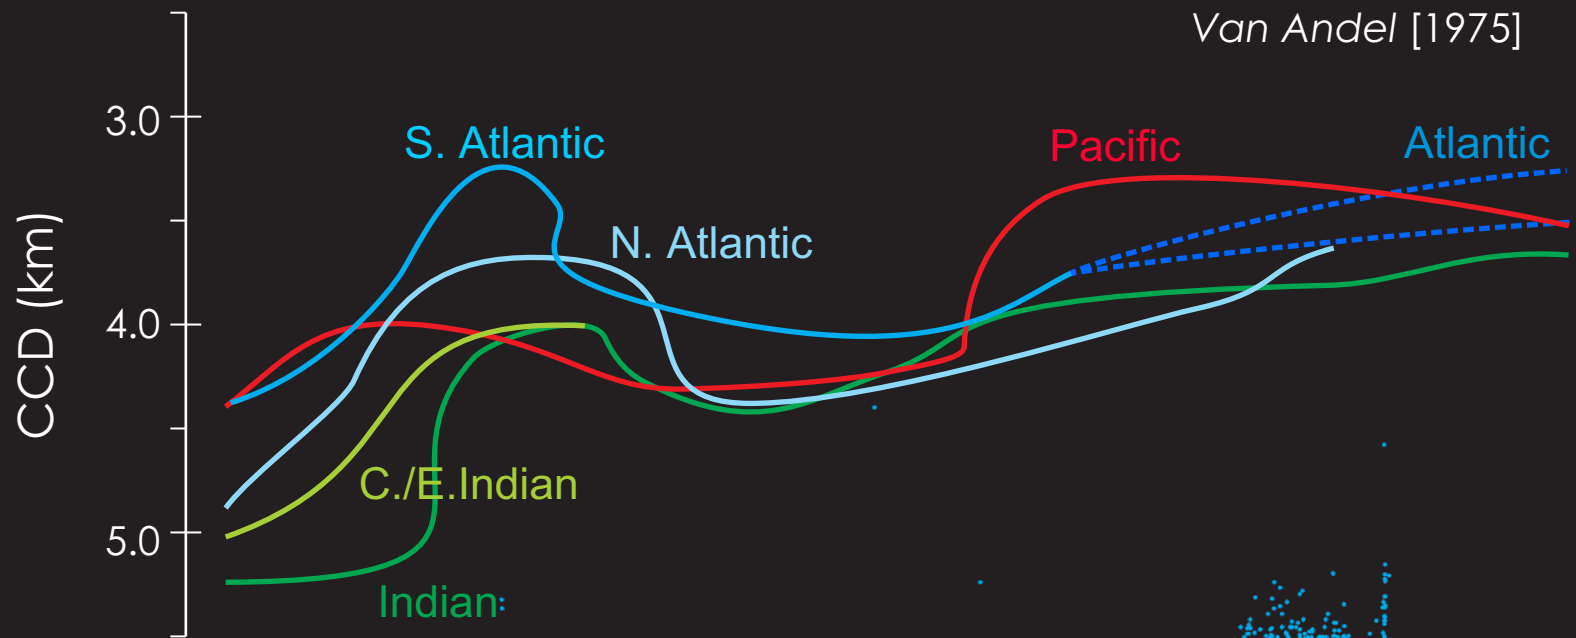 Van Andel [1975]
3.0
S. Atlantic
Pacific
Atlantic
N. Atlantic
CCD (km)
4.0
C./E.Indian
5.0
Indian